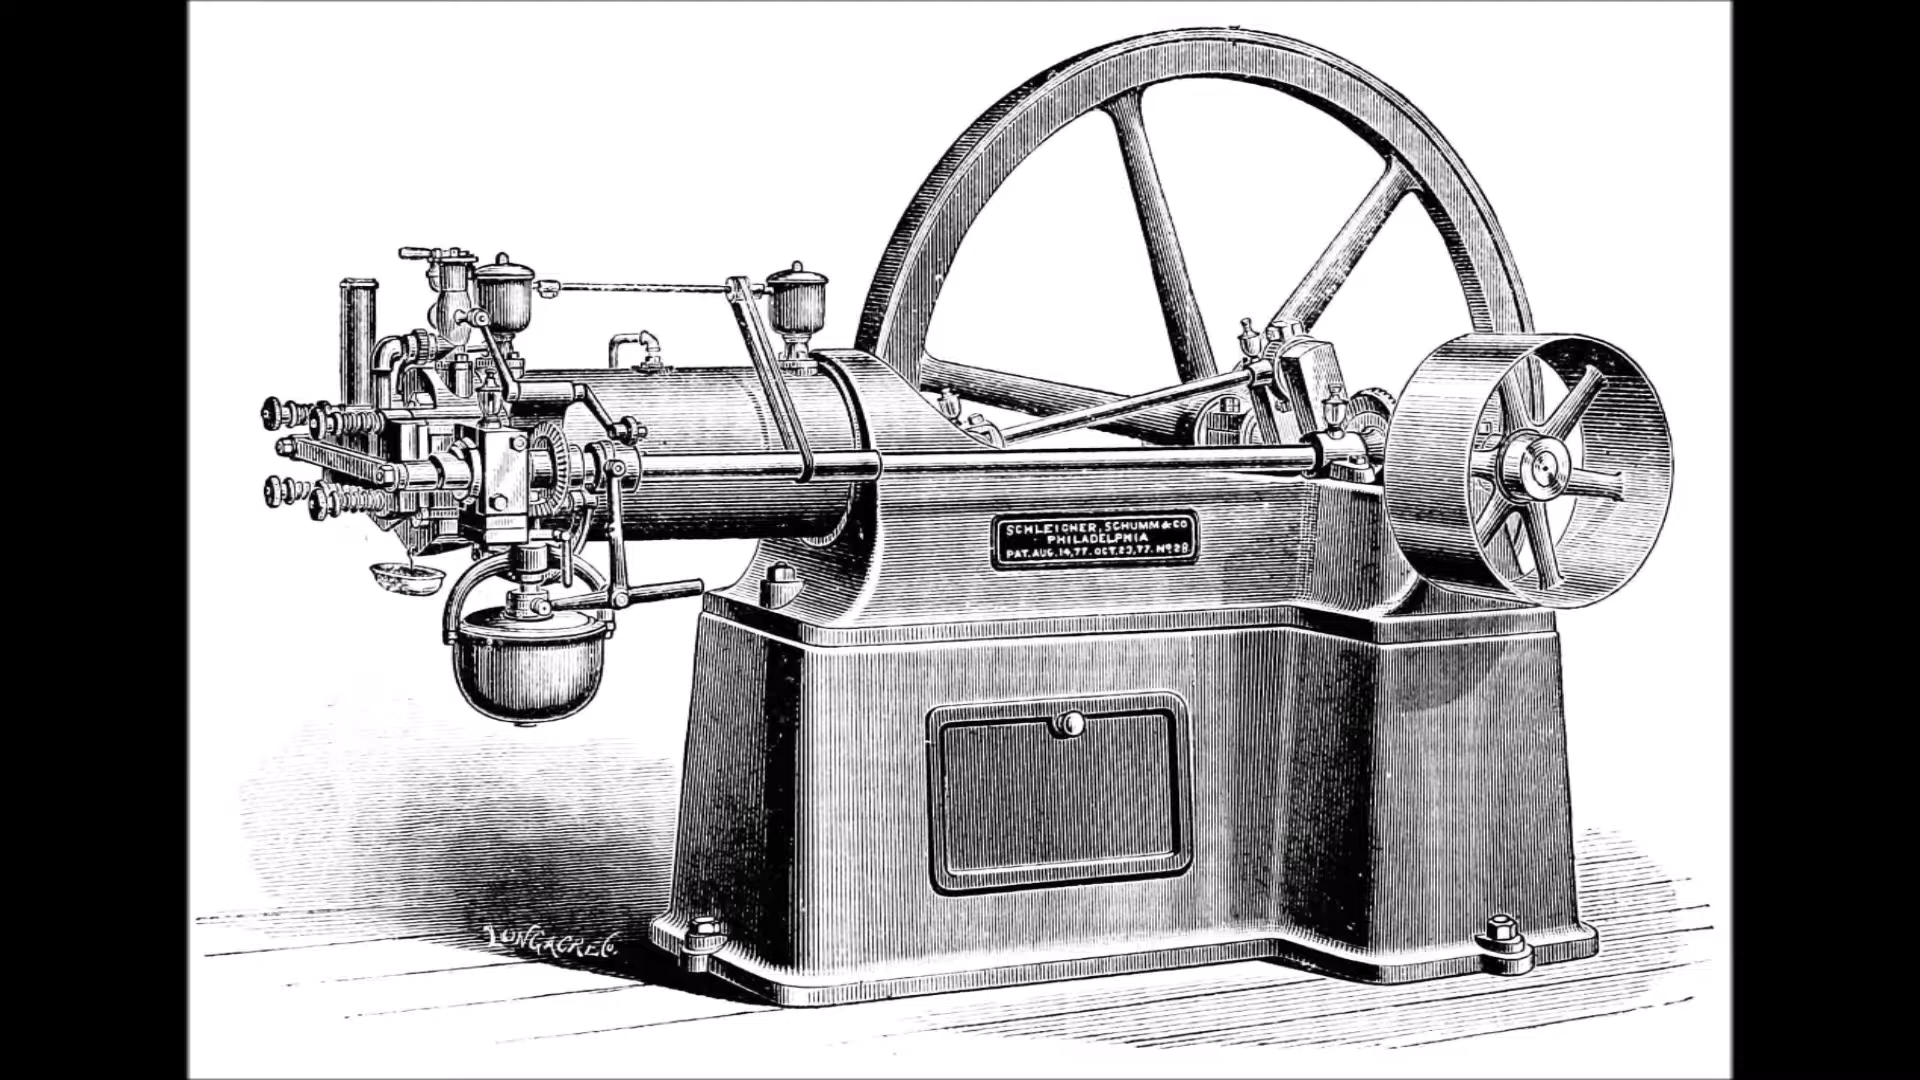 SCHLEICHER, SCHUMM & CO
PHILADELPHIA
PAT. AUG. 14, 77. OCT. 23, 77. No 28
LONGACRE Co.